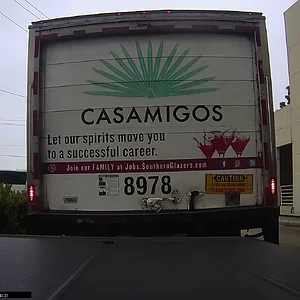 CASAMIGOS
Let our spirits move you
to a successful career.
Join our FAMILY at Jobs.SouthernGlazers.com
8978
CAUTION